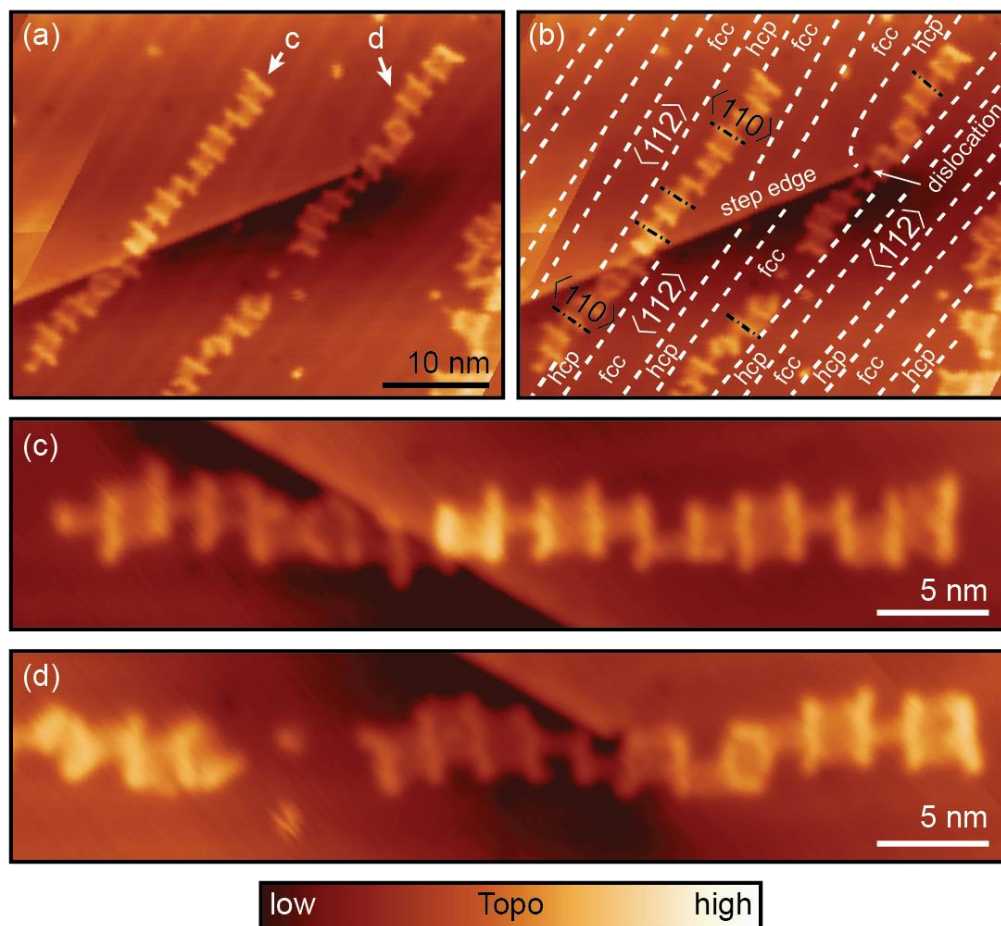 (a)
c
d
10 nm
(b)
fcc
hcp
fcc
fcc
hcp
⟨112⟩
⟨110⟩
step edge
dislocation
⟨110⟩
⟨112⟩
fcc
⟨112⟩
hcp
fcc
hcp
hcp
fcc
hcp
fcc
hcp
(c)
5 nm
(d)
5 nm
low
Topo
high